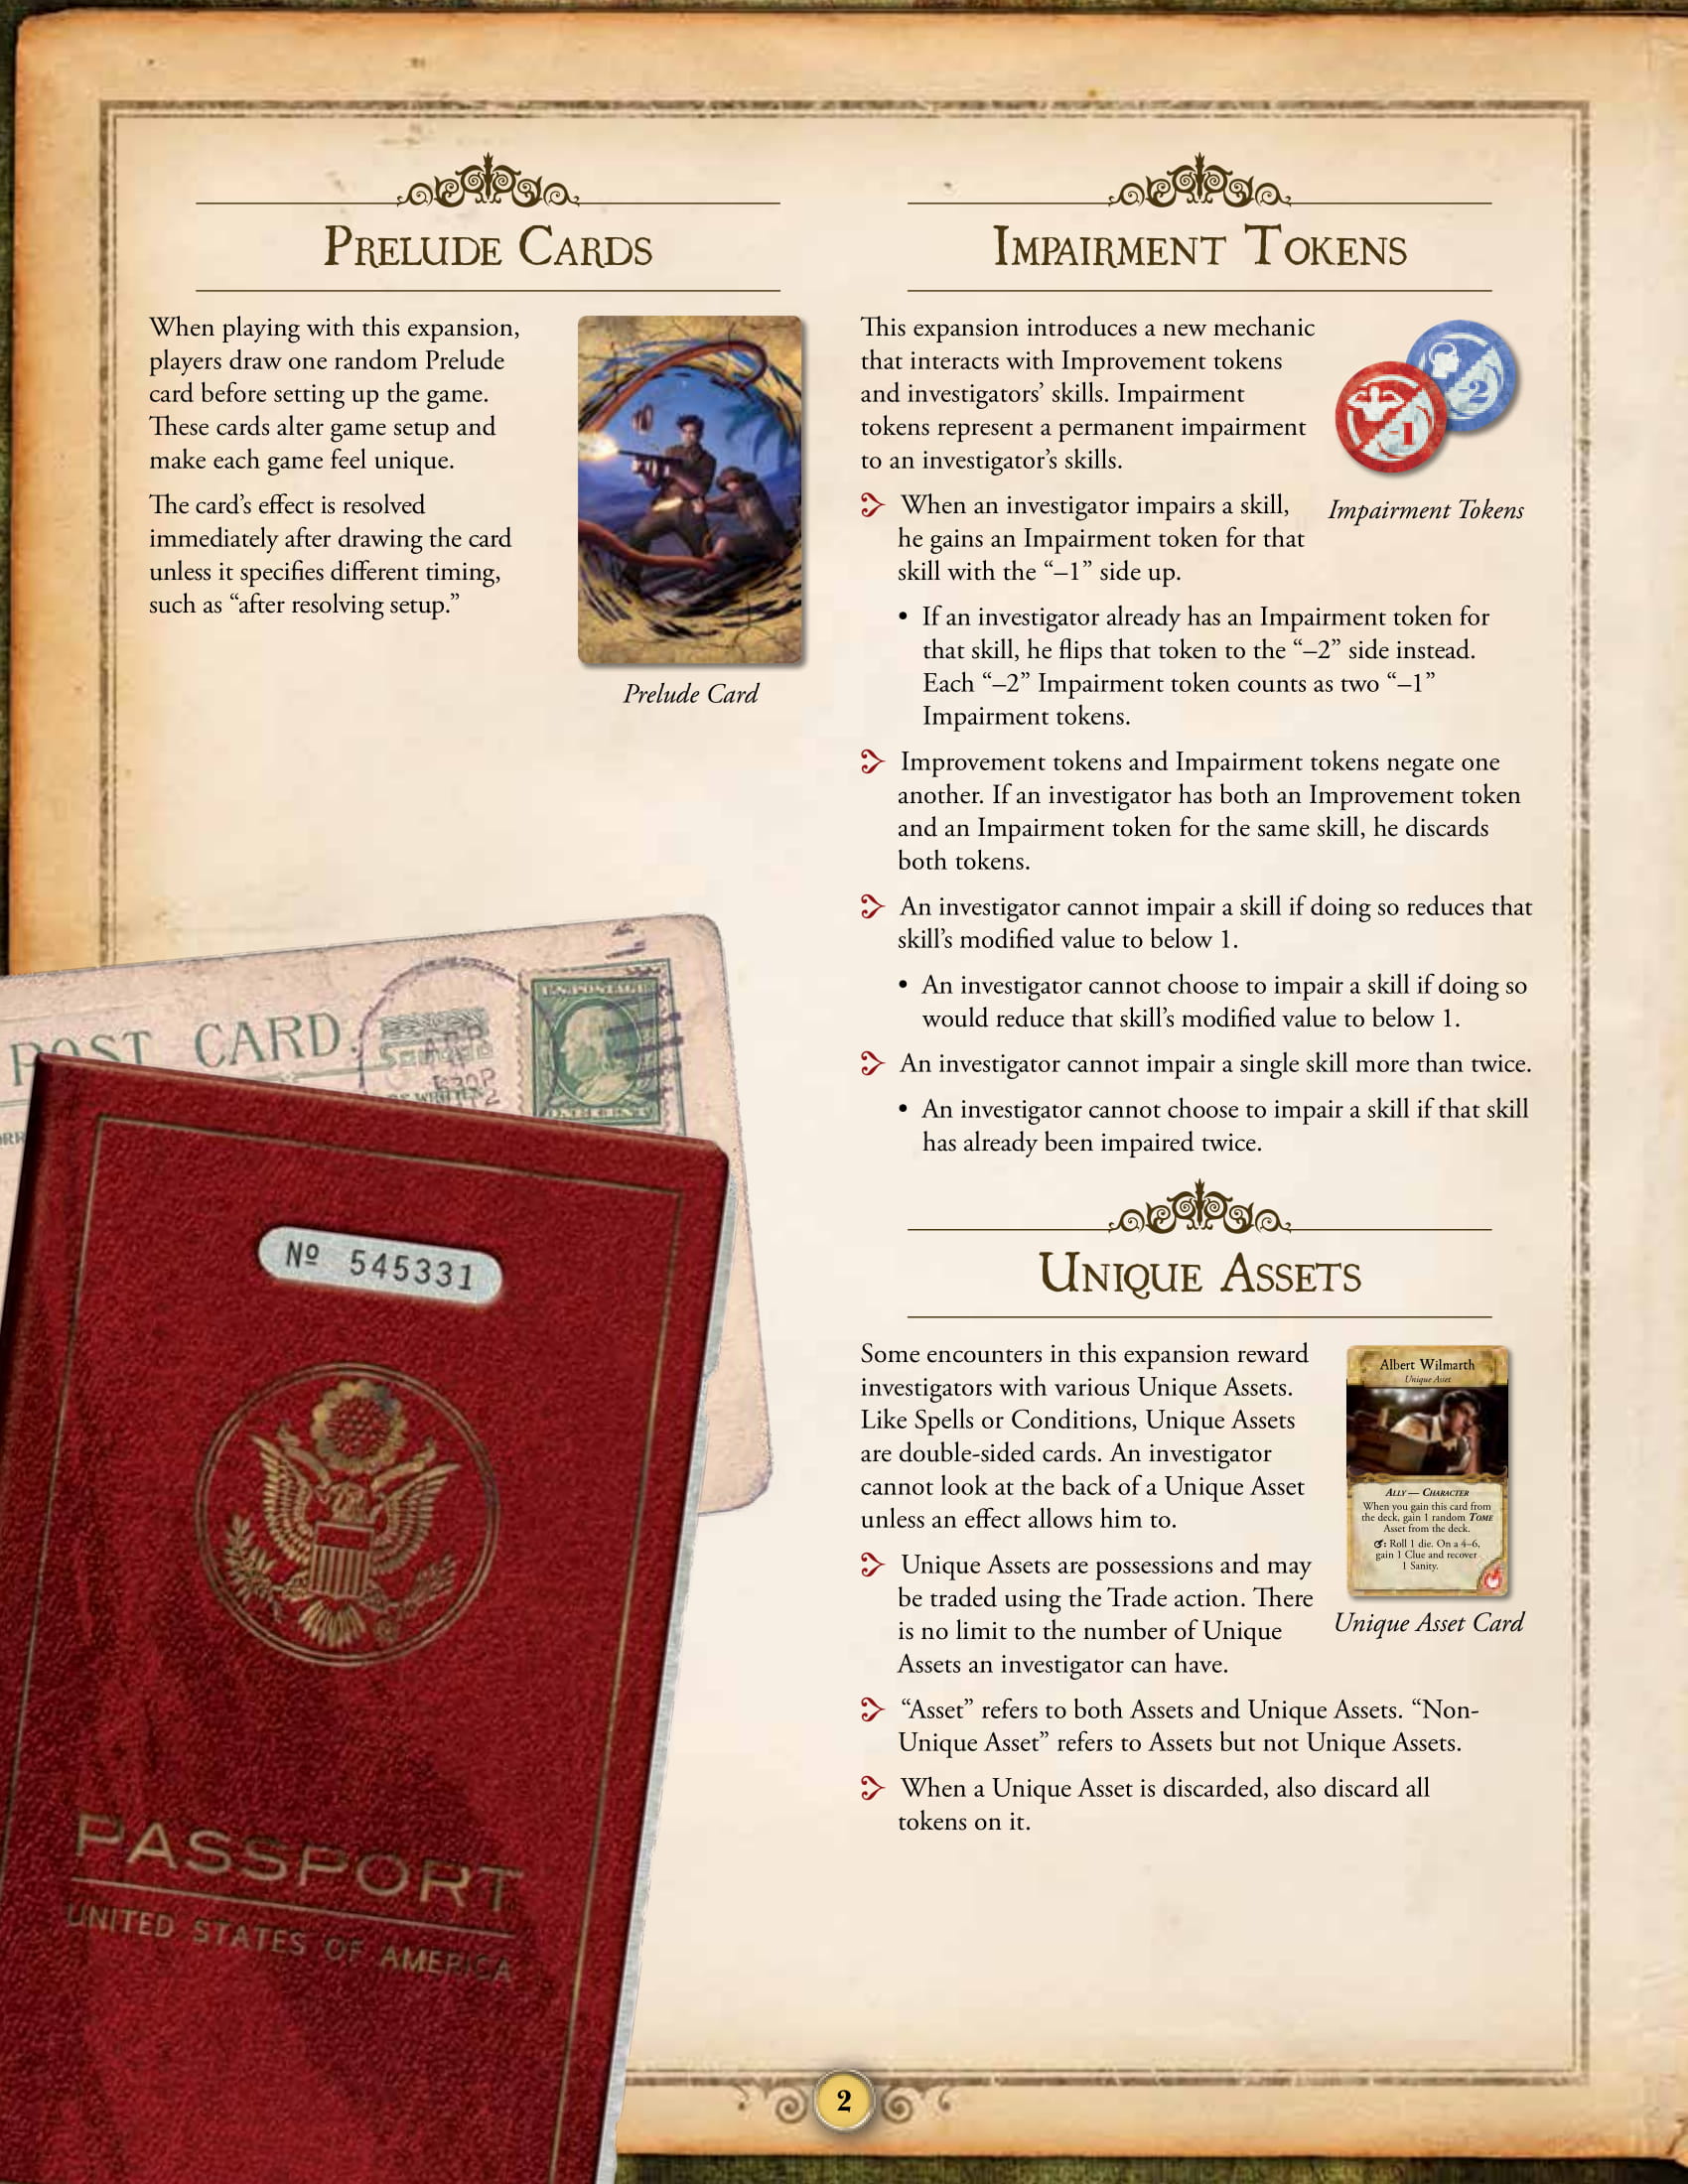 Prelude Cards
When playing with this expansion,
players draw one random Prelude
card before setting up the game.
These cards alter game setup and
make each game feel unique.
The card's effect is resolved
immediately after drawing the card
unless it specifies different timing,
such as “after resolving setup.”
Prelude Card
POST CARD
U.S. POSTAGE
ONE CENT
Nº 545331
PASSPORT
UNITED STATES OF AMERICA
Impairment Tokens
This expansion introduces a new mechanic
that interacts with Improvement tokens
and investigators' skills. Impairment
tokens represent a permanent impairment
to an investigator's skills.
-2
-1
Impairment Tokens
When an investigator impairs a skill,
he gains an Impairment token for that
skill with the “–1” side up.
• If an investigator already has an Impairment token for
that skill, he flips that token to the “–2” side instead.
Each “–2” Impairment token counts as two “–1”
Impairment tokens.
Improvement tokens and Impairment tokens negate one
another. If an investigator has both an Improvement token
and an Impairment token for the same skill, he discards
both tokens.
An investigator cannot impair a skill if doing so reduces that
skill's modified value to below 1.
• An investigator cannot choose to impair a skill if doing so
would reduce that skill's modified value to below 1.
An investigator cannot impair a single skill more than twice.
• An investigator cannot choose to impair a skill if that skill
has already been impaired twice.
Unique Assets
Some encounters in this expansion reward
investigators with various Unique Assets.
Like Spells or Conditions, Unique Assets
are double-sided cards. An investigator
cannot look at the back of a Unique Asset
unless an effect allows him to.
Albert Wilmarth
Unique Asset
Ally — Character
When you gain this card from
the deck, gain 1 random Tome
Asset from the deck.
: Roll 1 die. On a 4–6,
gain 1 Clue and recover
1 Sanity.
Unique Asset Card
Unique Assets are possessions and may
be traded using the Trade action. There
is no limit to the number of Unique
Assets an investigator can have.
“Asset” refers to both Assets and Unique Assets. “Non-
Unique Asset” refers to Assets but not Unique Assets.
When a Unique Asset is discarded, also discard all
tokens on it.
2